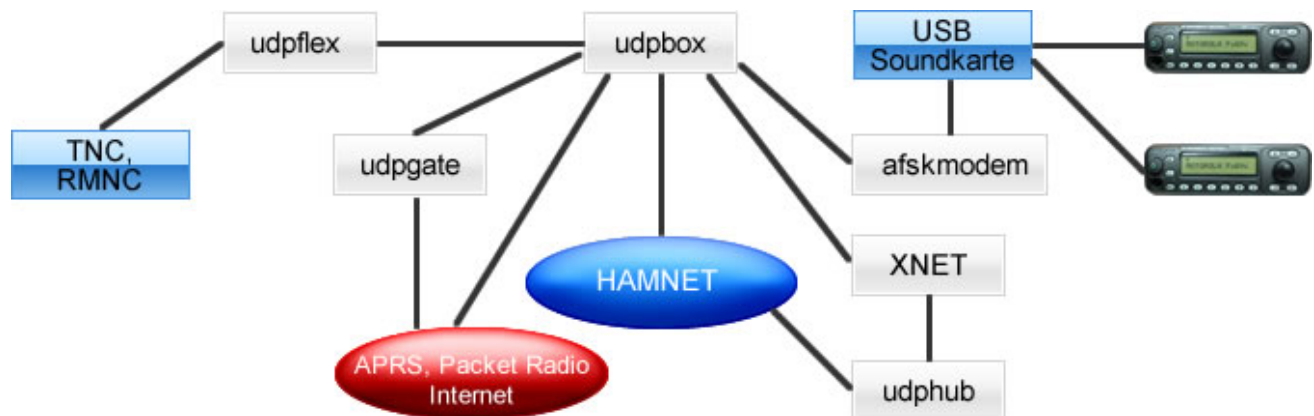 udpflex
udpbox
USB
Soundkarte
TNC,
RMNC
udpgate
afskmodem
HAMNET
XNET
APRS, Packet Radio
Internet
udphub